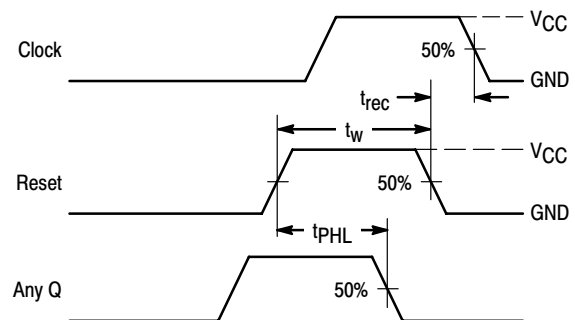 V_CC
Clock
50%
GND
t_rec
t_w
V_CC
Reset
50%
GND
t_PHL
Any Q
50%